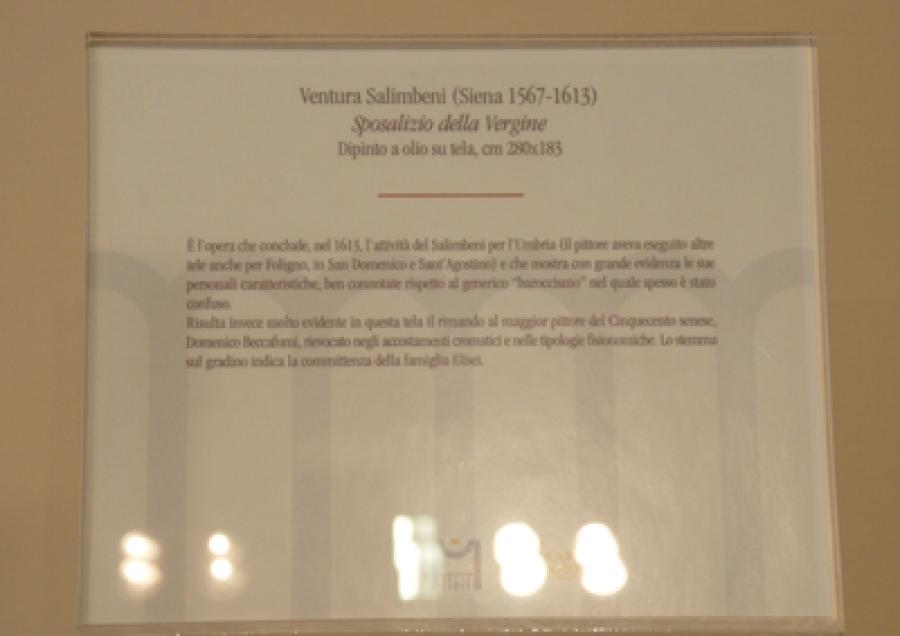 Ventura Salimbeni (Siena 1567-1613)
Sposalizio della Vergine
Dipinto a olio su tela, cm 280x183
È l'opera che conclude, nel 1613, l'attività del Salimbeni per l'Umbria (il pittore aveva eseguito altre
tele anche per Foligno, in San Domenico e Sant'Agostino) e che mostra con grande evidenza le sue
personali caratteristiche, ben connotate rispetto al generico "baroccismo" nel quale spesso è stato
confuso.
Risulta invece molto evidente in questa tela il rimando al maggior pittore del Cinquecento senese,
Domenico Beccafumi, rievocato negli accostamenti cromatici e nelle tipologie fisionomiche. Lo stemma
sul gradino indica la committenza della famiglia Elisei.